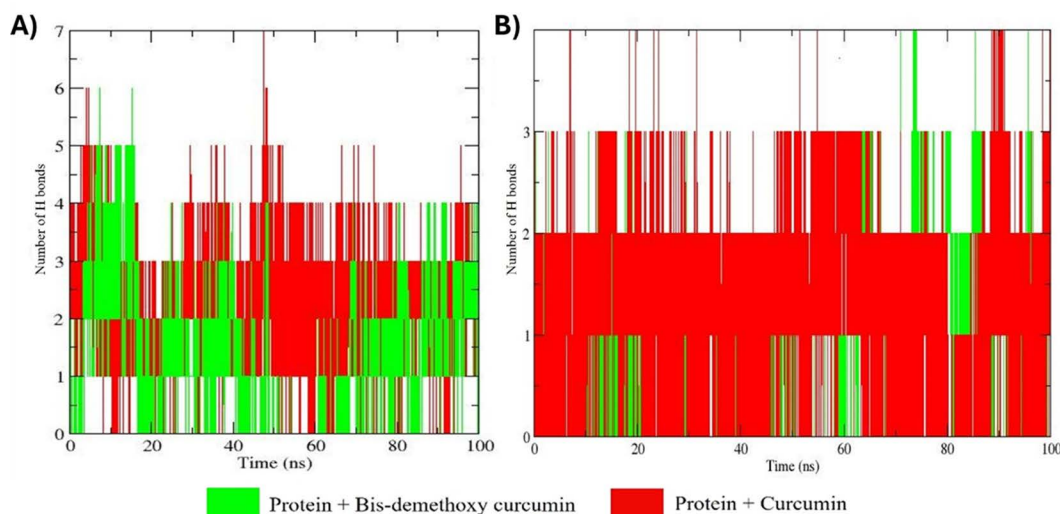 A)
B)
7
6
5
4
3
2
1
0
Number of H bonds
0 20 40 60 80 100
Time (ns)
3
2
1
0
Number of H bonds
0 20 40 60 80 100
Time (ns)
Protein + Bis-demethoxy curcumin
Protein + Curcumin